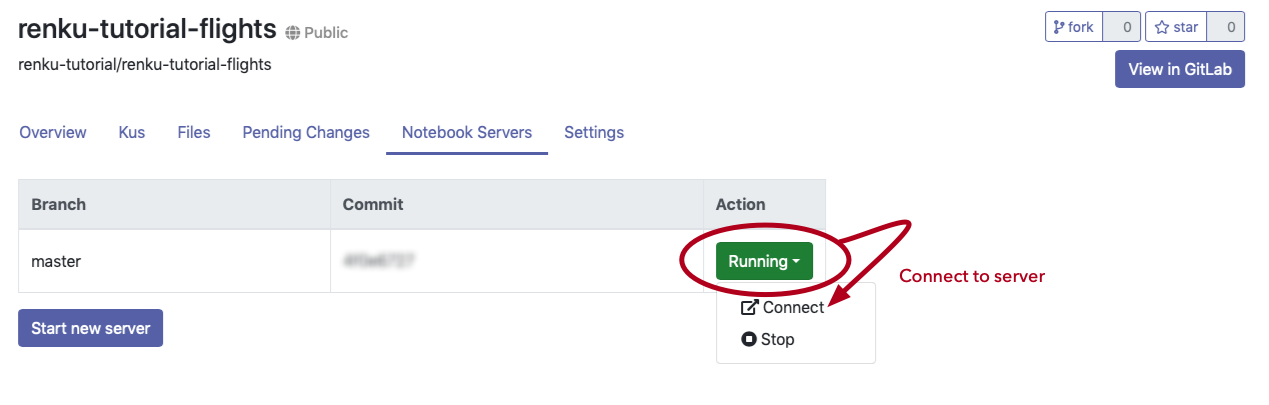 renku-tutorial-flights Public
fork 0 star 0
renku-tutorial/renku-tutorial-flights
View in GitLab
Overview Kus Files Pending Changes Notebook Servers Settings
Branch Commit Action
master Running
Connect to server
Connect
Start new server
Stop